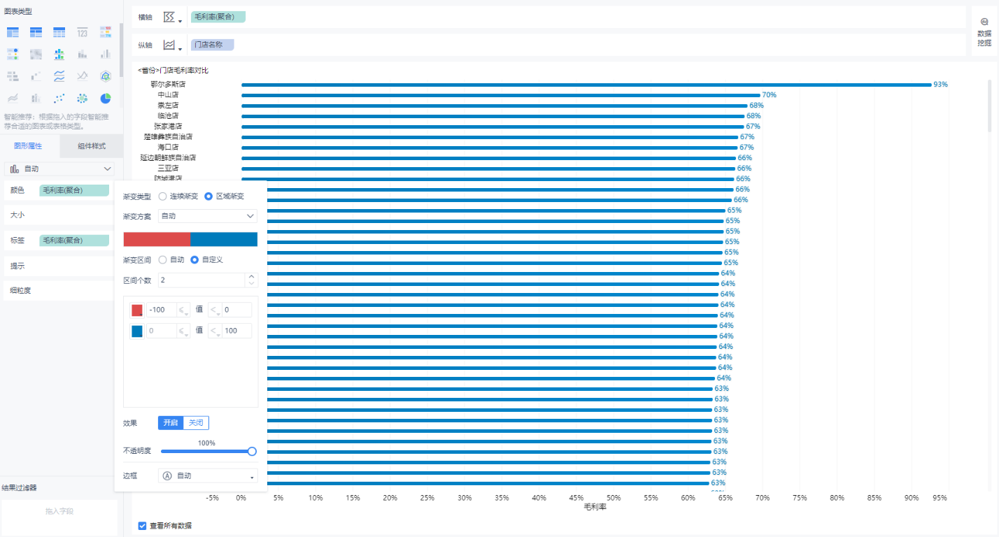 图表类型
123
智能推荐：根据拖入的字段智能推
荐合适的图表或表格类型。
图形属性
组件样式
自动
颜色
毛利率(聚合)
大小
标签
毛利率(聚合)
提示
细粒度
结果过滤器
拖入字段
横轴
毛利率(聚合)
纵轴
门店名称
数据
挖掘
<省份>门店毛利率对比
鄂尔多斯店 93%
中山店 70%
崇左店 68%
临沧店 68%
张家港店 67%
楚雄彝族自治店 67%
海口店 67%
延边朝鲜族自治店 66%
三亚店 66%
防城港店 66%
66%
66%
65%
65%
65%
65%
65%
65%
64%
64%
64%
64%
64%
64%
64%
64%
64%
64%
64%
63%
63%
63%
63%
63%
63%
63%
63%
63%
63%
-5% 0% 5% 10% 15% 20% 25% 30% 35% 40% 45% 50% 55% 60% 65% 70% 75% 80% 85% 90% 95%
毛利率
查看所有数据
渐变类型 连续渐变 区域渐变
渐变方案 自动
渐变区间 自动 自定义
区间个数 2
-100 ≤ 值 < 0
0 ≤ 值 < 100
效果 开启 关闭
100%
不透明度
边框 自动